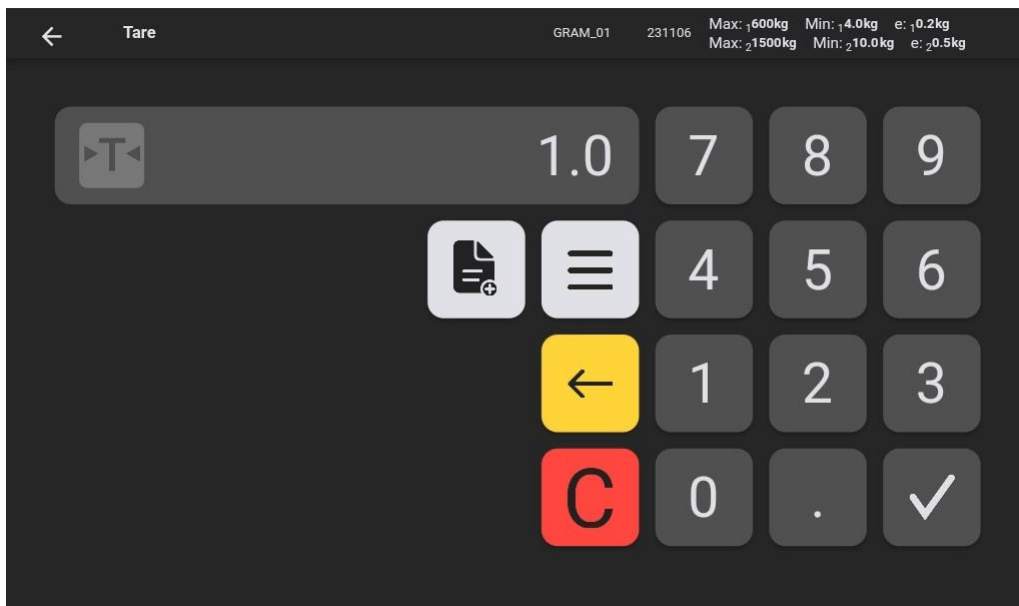 Tare
GRAM_01
231106
Max: ₁600kg Min: ₁4.0kg e: ₁0.2kg
Max: ₂1500kg Min: ₂10.0kg e: ₂0.5kg
T
1.0
7 8 9
4 5 6
1 2 3
C 0 .